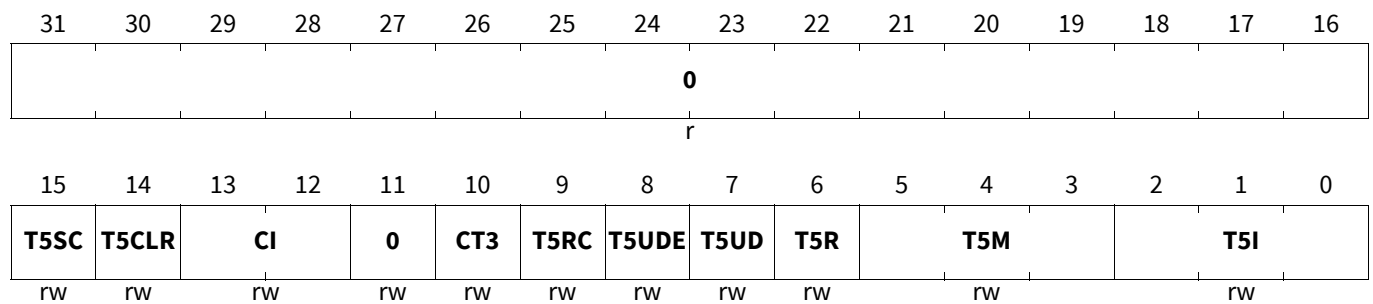 31 30 29 28 27 26 25 24 23 22 21 20 19 18 17 16
0
r
15 14 13 12 11 10 9 8 7 6 5 4 3 2 1 0
T5SC T5CLR CI 0 CT3 T5RC T5UDE T5UD T5R T5M T5I
rw rw rw rw rw rw rw rw rw rw rw